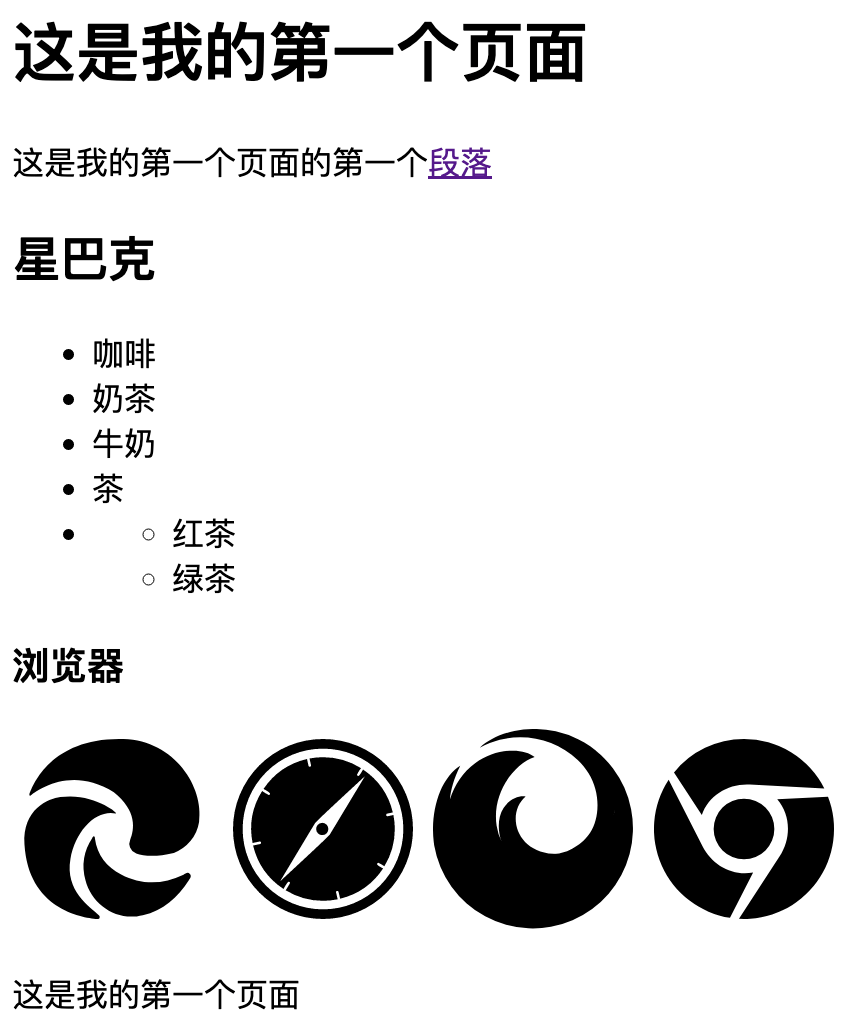 这是我的第一个页面
这是我的第一个页面的第一个段落
星巴克
咖啡
奶茶
牛奶
茶
红茶
绿茶
浏览器
这是我的第一个页面